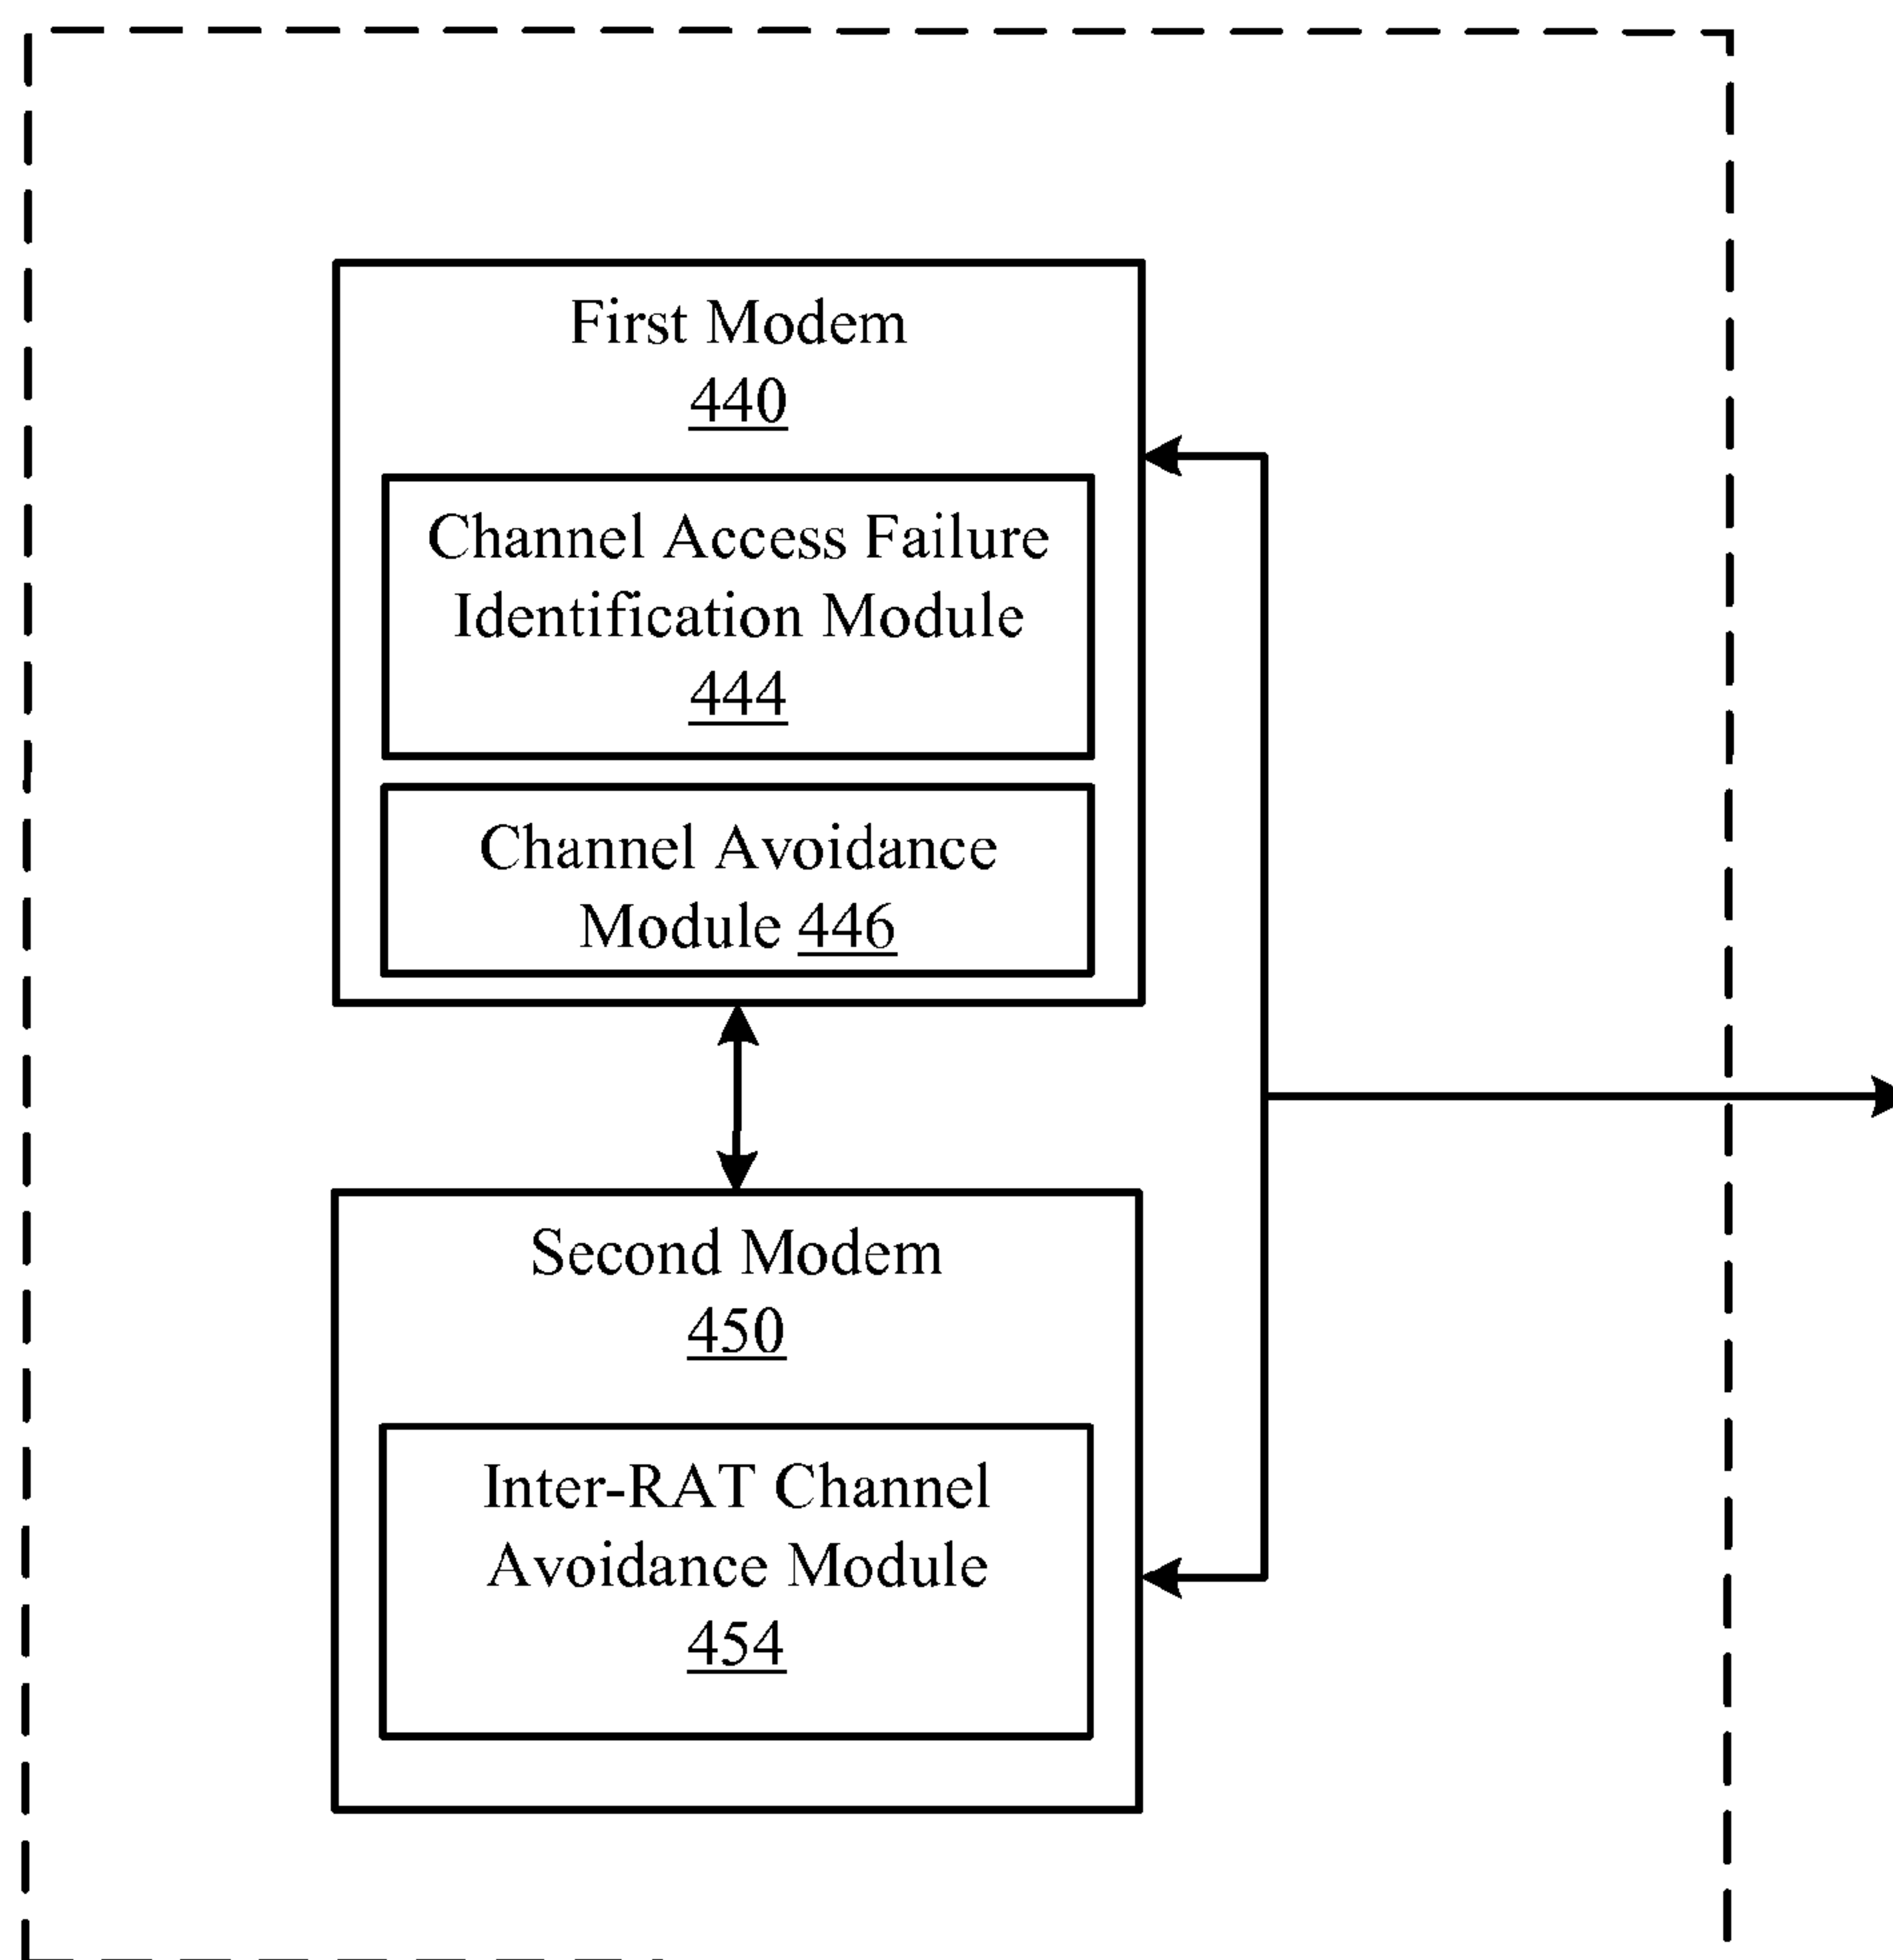 First Modem
440
Channel Access Failure
Identification Module
444
Channel Avoidance
Module 446
Second Modem
450
Inter-RAT Channel
Avoidance Module
454